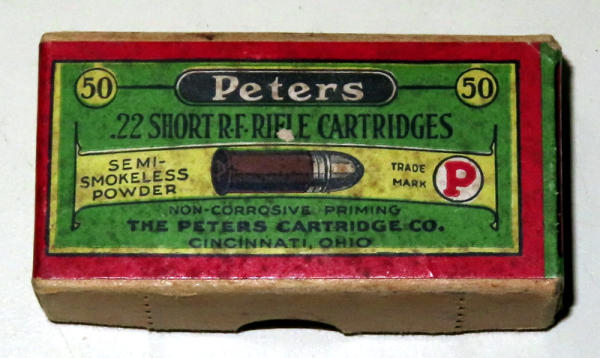 50 Peters 50
.22 SHORT R-F-RIFLE CARTRIDGES
SEMI-
SMOKELESS
POWDER
TRADE
MARK
P
NON-CORROSIVE PRIMING
THE PETERS CARTRIDGE CO.
CINCINNATI, OHIO